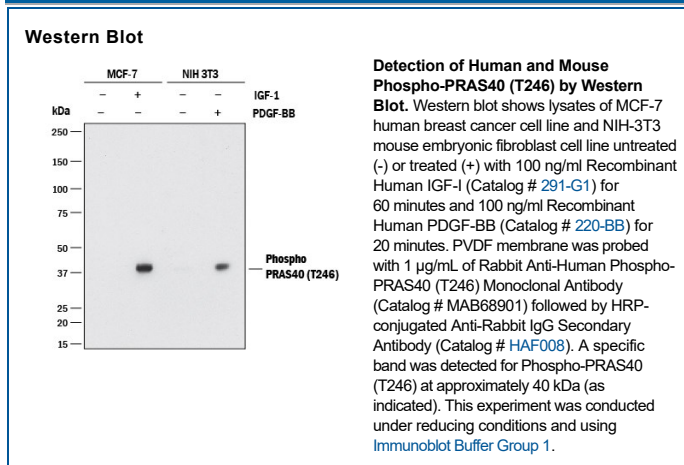 Western Blot
MCF-7 NIH 3T3
– + – – IGF-1
kDa – – – + PDGF-BB
250
150
100
75
50
37
25
20
15
Phospho
PRAS40 (T246)
Detection of Human and Mouse
Phospho-PRAS40 (T246) by Western
Blot. Western blot shows lysates of MCF-7
human breast cancer cell line and NIH-3T3
mouse embryonic fibroblast cell line untreated
(-) or treated (+) with 100 ng/ml Recombinant
Human IGF-I (Catalog # 291-G1) for
60 minutes and 100 ng/ml Recombinant
Human PDGF-BB (Catalog # 220-BB) for
20 minutes. PVDF membrane was probed
with 1 µg/mL of Rabbit Anti-Human Phospho-
PRAS40 (T246) Monoclonal Antibody
(Catalog # MAB68901) followed by HRP-
conjugated Anti-Rabbit IgG Secondary
Antibody (Catalog # HAF008). A specific
band was detected for Phospho-PRAS40
(T246) at approximately 40 kDa (as
indicated). This experiment was conducted
under reducing conditions and using
Immunoblot Buffer Group 1.